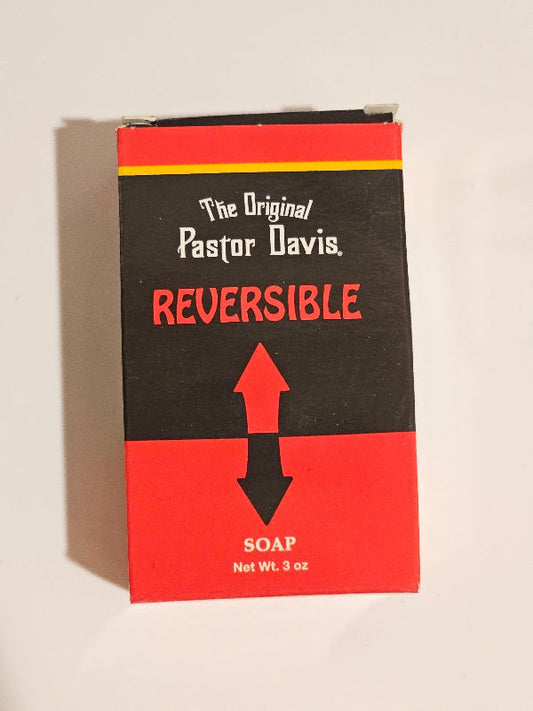 The Original
Pastor Davis®
REVERSIBLE
SOAP
Net Wt. 3 oz